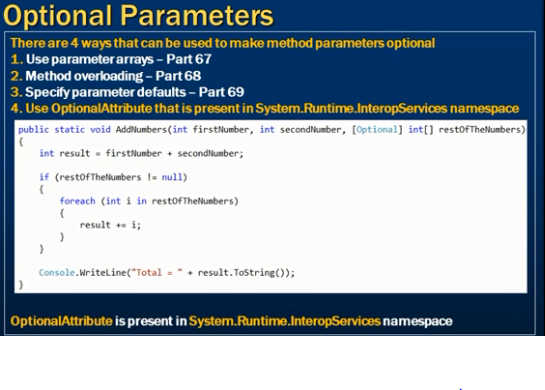 Optional Parameters
There are 4 ways that can be used to make method parameters optional
1. Use parameter arrays – Part 67
2. Method overloading – Part 68
3. Specify parameter defaults – Part 69
4. Use OptionalAttribute that is present in System.Runtime.InteropServices namespace
public static void AddNumbers(int firstNumber, int secondNumber, [Optional] int[] restOfTheNumbers)
{
int result = firstNumber + secondNumber;
if (restOfTheNumbers != null)
{
foreach (int i in restOfTheNumbers)
{
result += i;
}
}
Console.WriteLine("Total = " + result.ToString());
}
OptionalAttribute is present in System.Runtime.InteropServices namespace